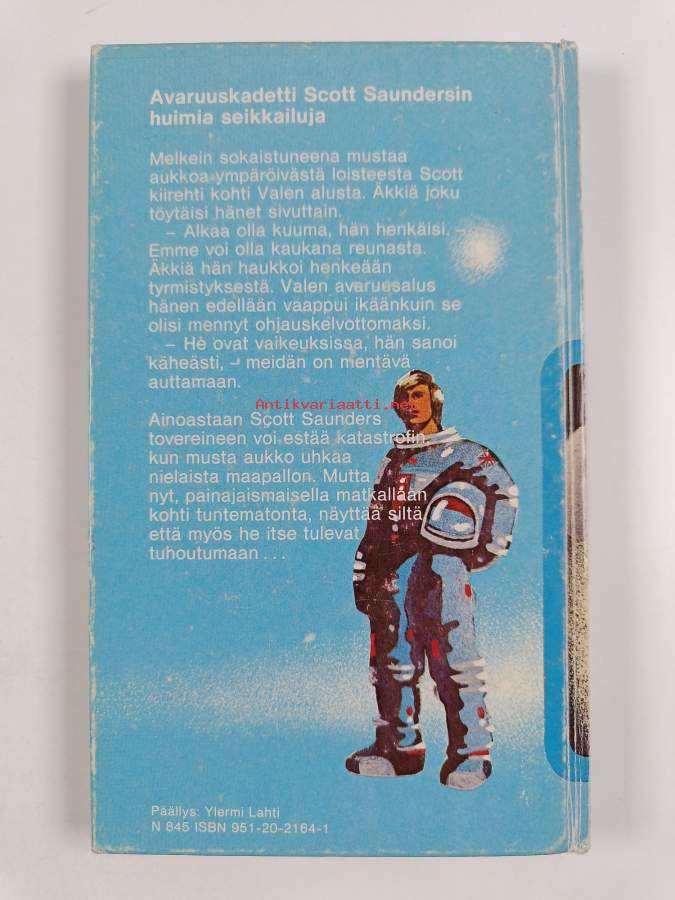 Avaruuskadetti Scott Saundersin
huimia seikkailuja
Melkein sokaistuneena mustaa
aukkoa ympäröivästä loisteesta Scott
kiirehti kohti Valen alusta. Äkkiä joku
töytäisi hänet sivuttain.
– Alkaa olla kuuma, hän henkäisi. –
Emme voi olla kaukana reunasta.
Äkkiä hän haukkoi henkeään
tyrmistyksestä. Valen avaruusalus
hänen edellään vaappui ikäänkuin se
olisi mennyt ohjauskelvottomaksi.
– He ovat vaikeuksissa, hän sanoi
käheästi, – meidän on mentävä
auttamaan.
Antikvariaatti.net
Ainoastaan Scott Saunders
tovereineen voi estää katastrofin,
kun musta aukko uhkaa
nielaista maapallon. Mutta
nyt, painajaismaisella matkallaan
kohti tuntematonta, näyttää siltä
että myös he itse tulevat
tuhoutumaan . . .
Päällys: Ylermi Lahti
N 845 ISBN 951-20-2164-1